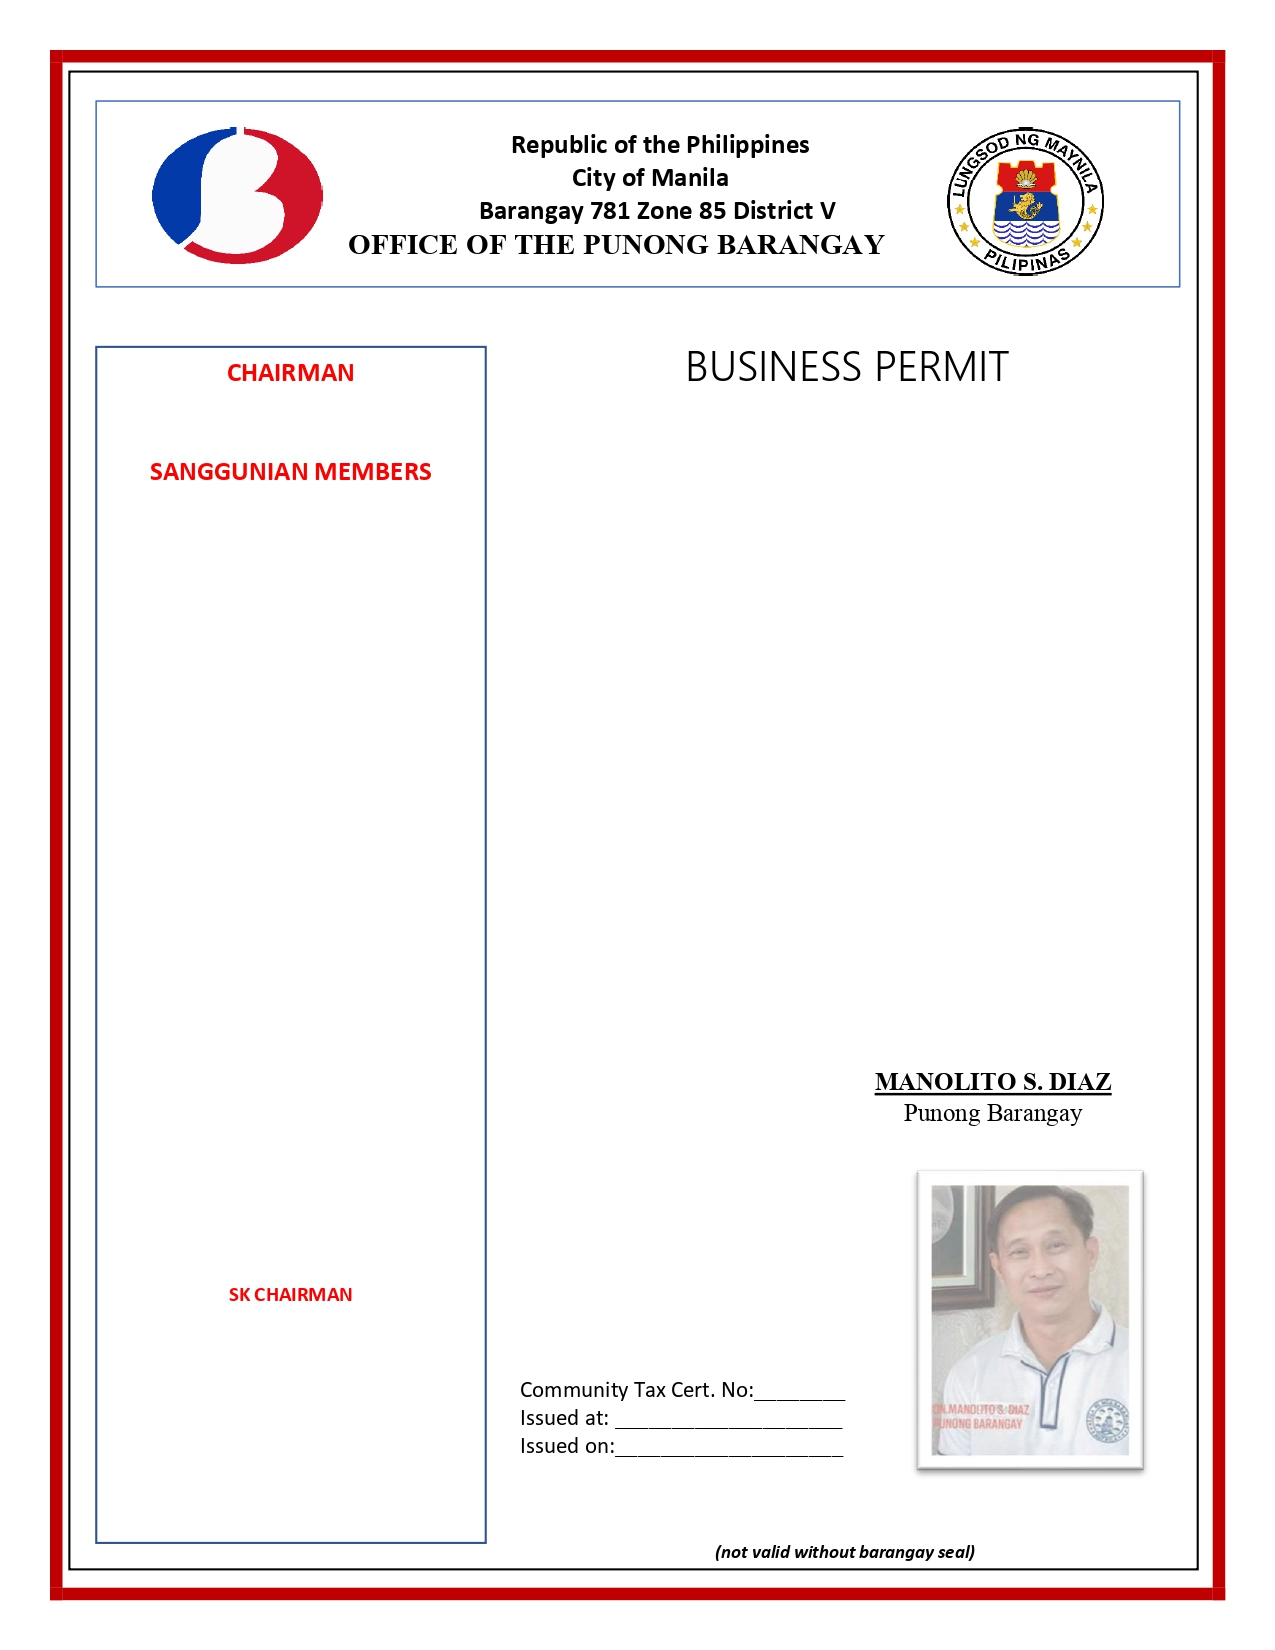 Republic of the Philippines
City of Manila
Barangay 781 Zone 85 District V
OFFICE OF THE PUNONG BARANGAY
LUNGSOD NG MAYNILA
PILIPINAS
CHAIRMAN
SANGGUNIAN MEMBERS
SK CHAIRMAN
BUSINESS PERMIT
MANOLITO S. DIAZ
Punong Barangay
ON.MANOLITO S. DIAZ
PUNONG BARANGAY
Community Tax Cert. No:________
Issued at: ____________________
Issued on:____________________
(not valid without barangay seal)